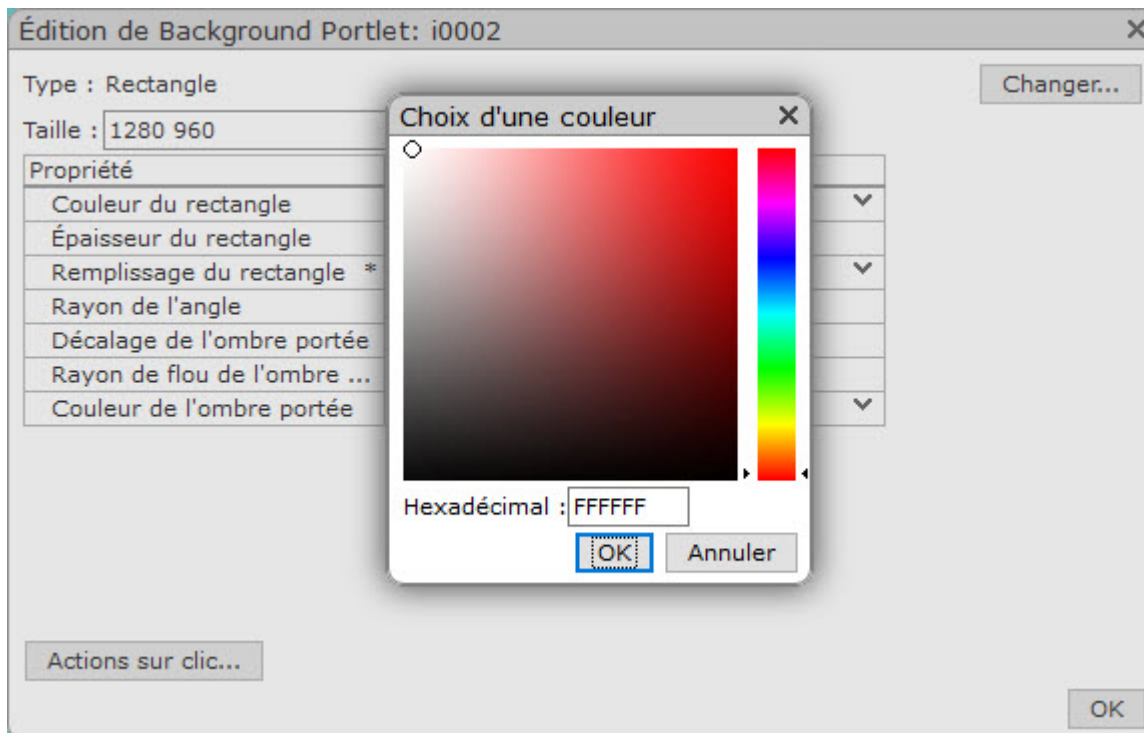 Édition de Background Portlet: i0002
Type : Rectangle
Changer...
Taille : 1280 960
Choix d'une couleur
Propriété
Couleur du rectangle
Épaisseur du rectangle
Remplissage du rectangle *
Rayon de l'angle
Décalage de l'ombre portée
Rayon de flou de l'ombre ...
Couleur de l'ombre portée
Hexadécimal : FFFFFF
OK Annuler
Actions sur clic...
OK